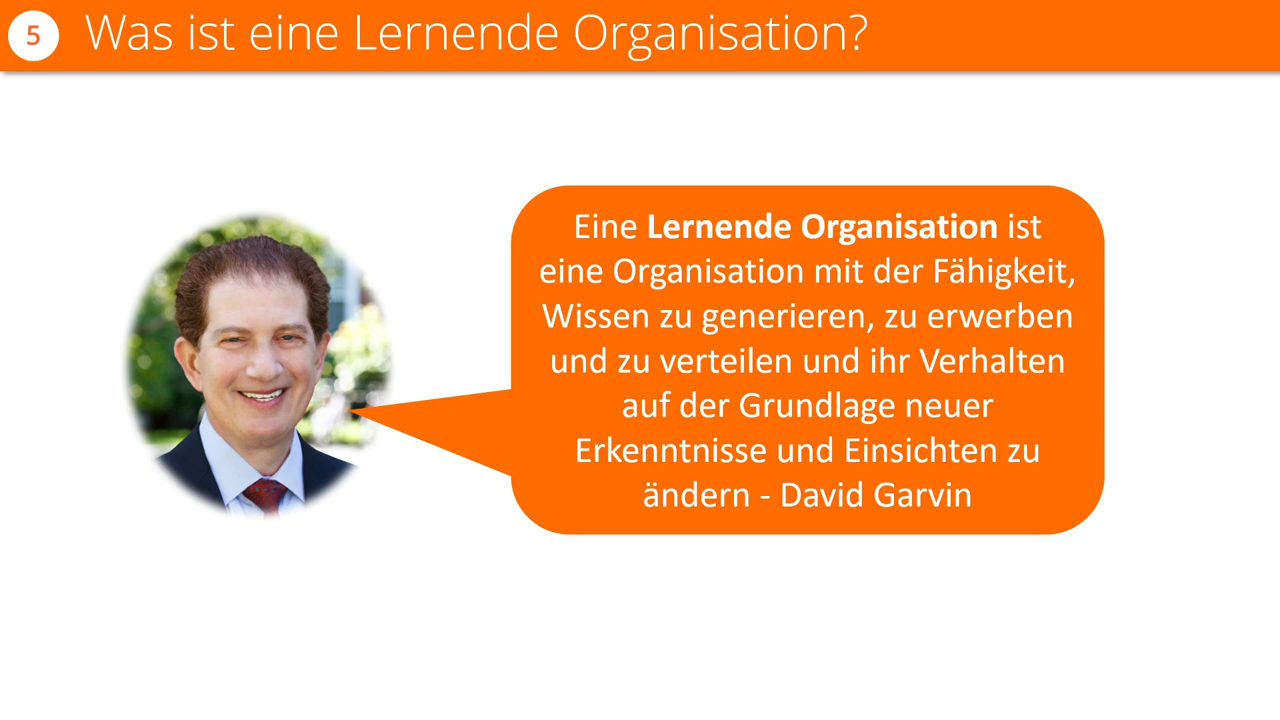 5
Was ist eine Lernende Organisation?
Eine Lernende Organisation ist
eine Organisation mit der Fähigkeit,
Wissen zu generieren, zu erwerben
und zu verteilen und ihr Verhalten
auf der Grundlage neuer
Erkenntnisse und Einsichten zu
ändern - David Garvin